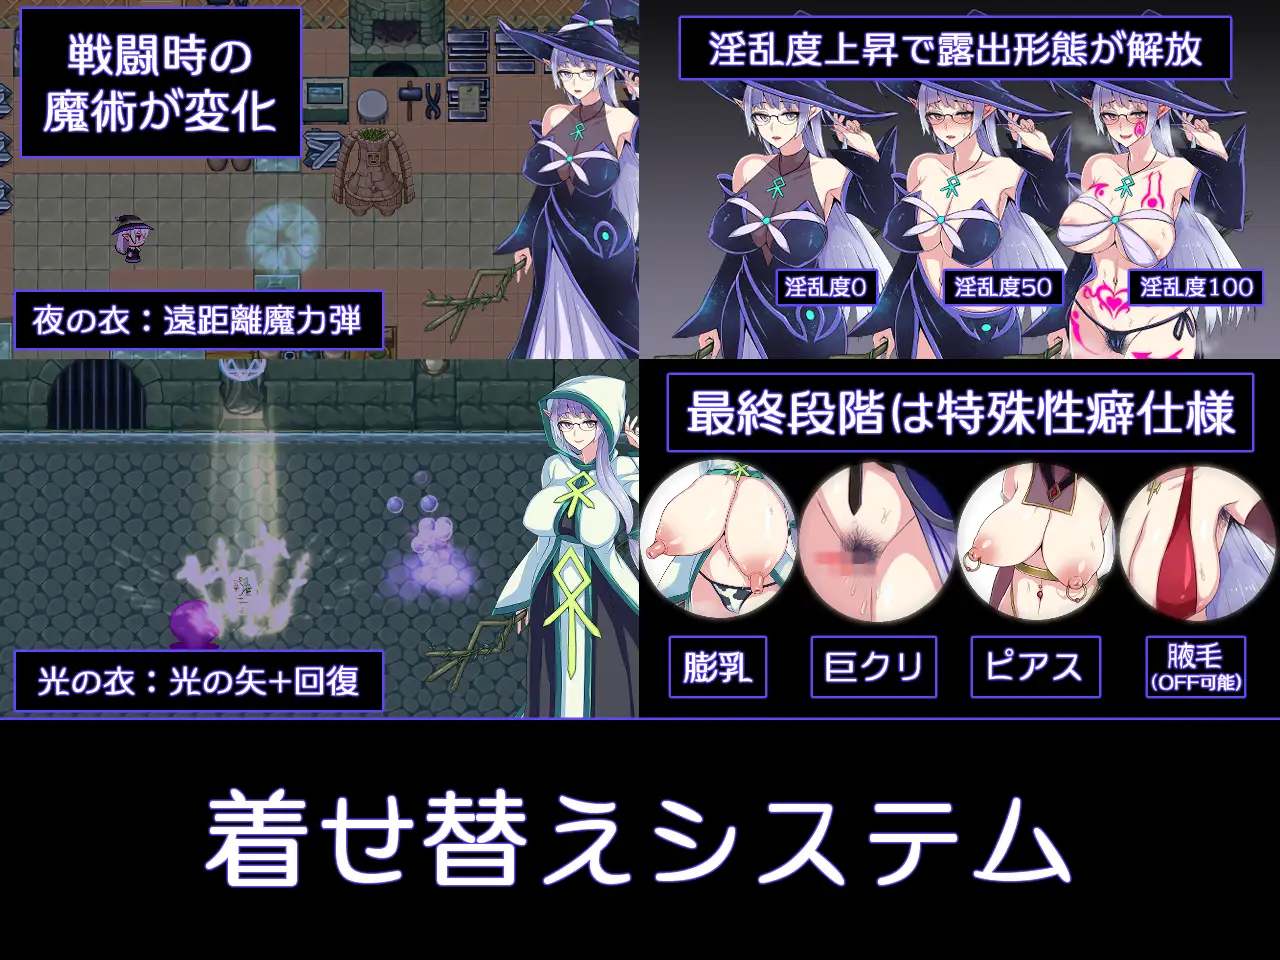 戦闘時の
魔術が変化
夜の衣：遠距離魔力弾
淫乱度上昇で露出形態が解放
淫乱度0
淫乱度50
淫乱度100
光の衣：光の矢+回復
最終段階は特殊性癖仕様
膨乳
巨クリ
ピアス
腋毛
(OFF可能)
着せ替えシステム